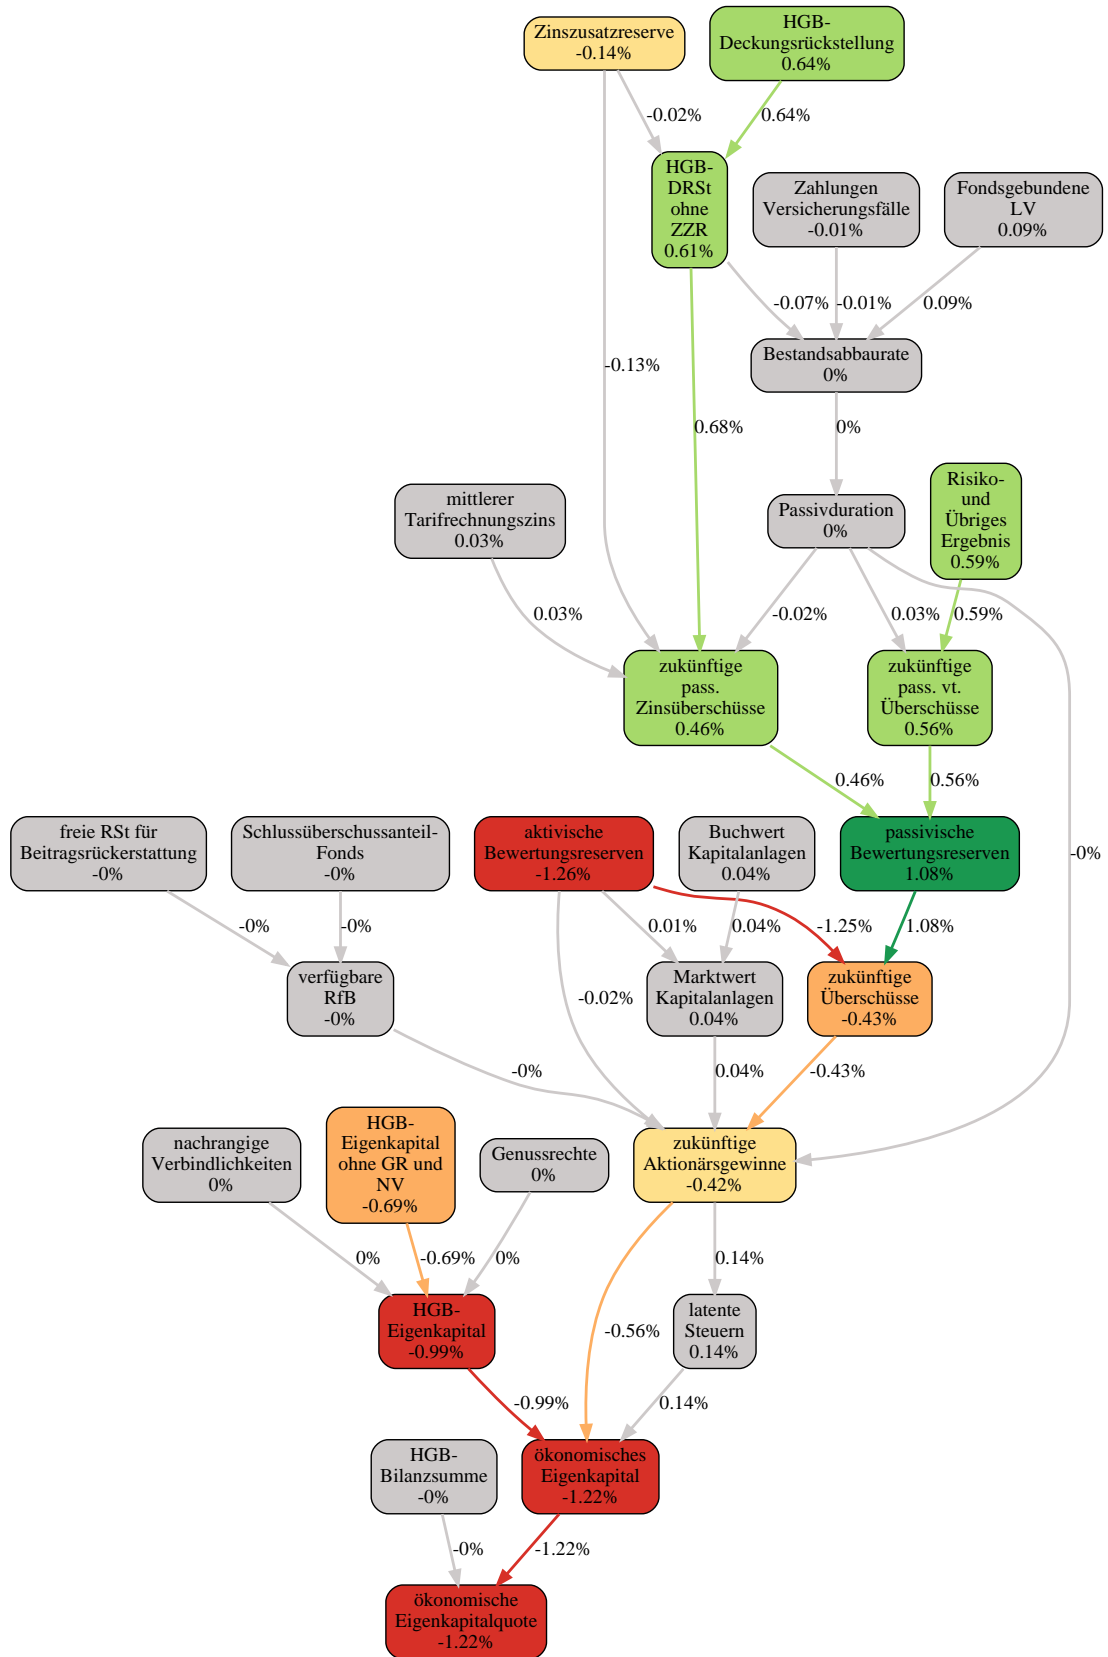 Zinszusatzreserve
-0.14%
HGB-
Deckungsrückstellung
0.64%
-0.02%
0.64%
HGB-
DRSt
ohne
ZZR
0.61%
Zahlungen
Versicherungsfälle
-0.01%
Fondsgebundene
LV
0.09%
-0.07%
-0.01%
0.09%
Bestandsabbaurate
0%
-0.13%
0.68%
0%
mittlerer
Tarifrechnungszins
0.03%
Passivduration
0%
Risiko-
und
Übriges
Ergebnis
0.59%
0.03%
-0.02%
0.03%
0.59%
zukünftige
pass.
Zinsüberschüsse
0.46%
zukünftige
pass. vt.
Überschüsse
0.56%
0.46%
0.56%
freie RSt für
Beitragsrückerstattung
-0%
Schlussüberschussanteil-
Fonds
-0%
aktivische
Bewertungsreserven
-1.26%
Buchwert
Kapitalanlagen
0.04%
passivische
Bewertungsreserven
1.08%
-0%
-0%
-0%
0.01%
0.04%
-1.25%
1.08%
verfügbare
RfB
-0%
-0.02%
Marktwert
Kapitalanlagen
0.04%
zukünftige
Überschüsse
-0.43%
-0%
0.04%
-0.43%
nachrangige
Verbindlichkeiten
0%
HGB-
Eigenkapital
ohne GR und
NV
-0.69%
Genussrechte
0%
zukünftige
Aktionärsgewinne
-0.42%
0%
-0.69%
0%
0.14%
HGB-
Eigenkapital
-0.99%
-0.56%
latente
Steuern
0.14%
-0.99%
0.14%
HGB-
Bilanzsumme
-0%
ökonomisches
Eigenkapital
-1.22%
-0%
-1.22%
ökonomische
Eigenkapitalquote
-1.22%